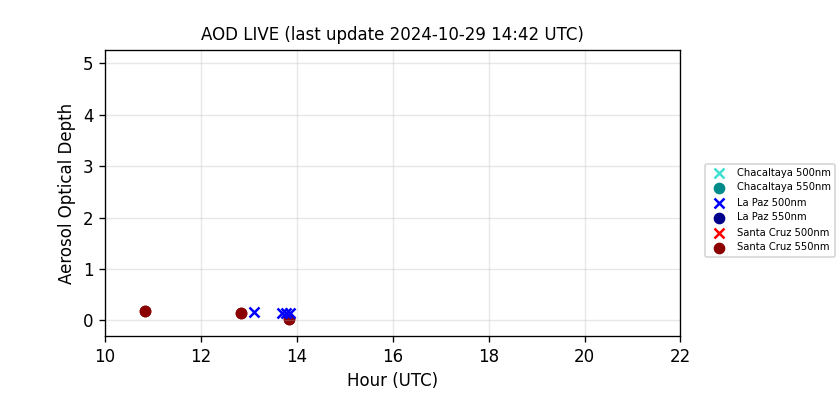 AOD LIVE (last update 2024-10-29 14:42 UTC)
Aerosol Optical Depth
5
4
3
2
1
0
10 12 14 16 18 20 22
Hour (UTC)
Chacaltaya 500nm
Chacaltaya 550nm
La Paz 500nm
La Paz 550nm
Santa Cruz 500nm
Santa Cruz 550nm